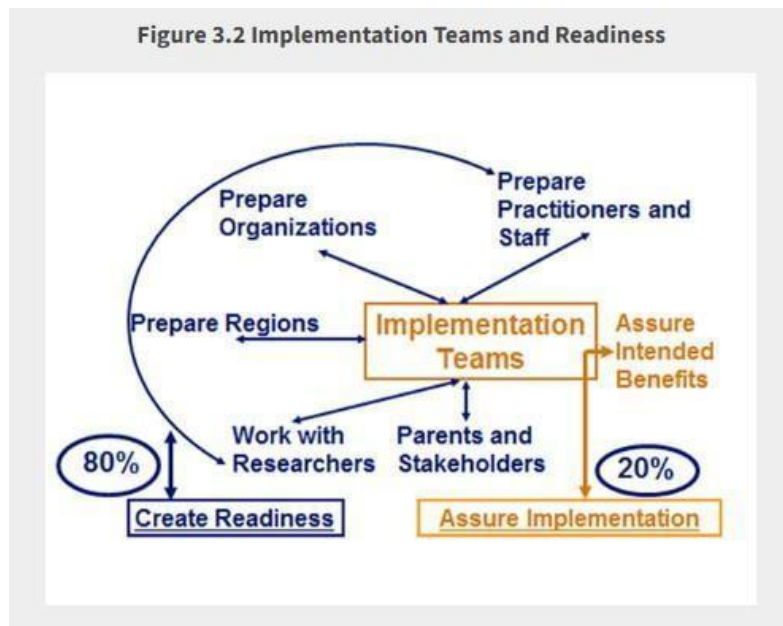 Figure 3.2 Implementation Teams and Readiness
Prepare
Organizations
Prepare
Practitioners and
Staff
Prepare Regions
Implementation
Teams
Assure
Intended
Benefits
Work with
Researchers
Parents and
Stakeholders
80%
20%
Create Readiness
Assure Implementation